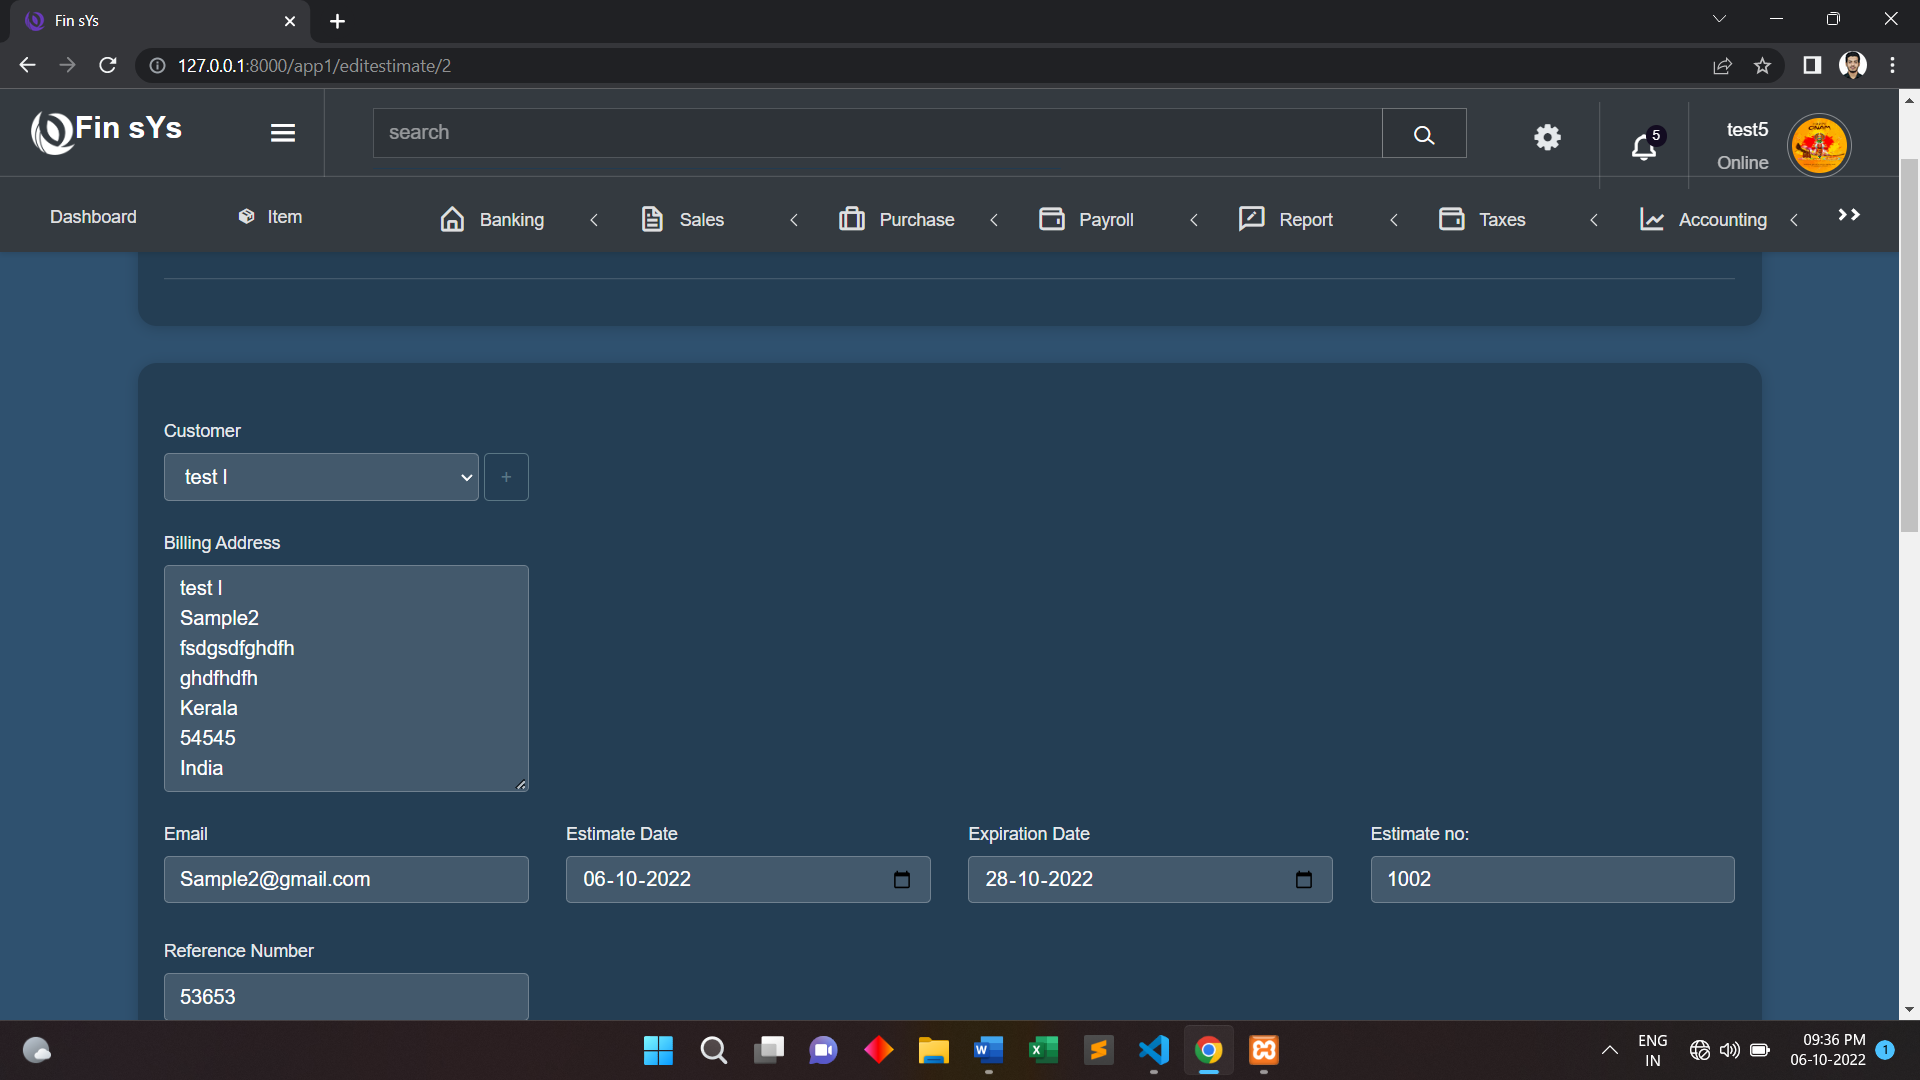 Fin sYs
127.0.0.1:8000/app1/editestimate/2
Fin sYs
search
5
test5
Online
Dashboard
Item
Banking
Sales
Purchase
Payroll
Report
Taxes
Accounting
Customer
test l
+
Billing Address
test l
Sample2
fsdgsdfghdfh
ghdfhdfh
Kerala
54545
India
Email
Estimate Date
Expiration Date
Estimate no:
Sample2@gmail.com
06-10-2022
28-10-2022
1002
Reference Number
53653
ENG
IN
09:36 PM
06-10-2022
1